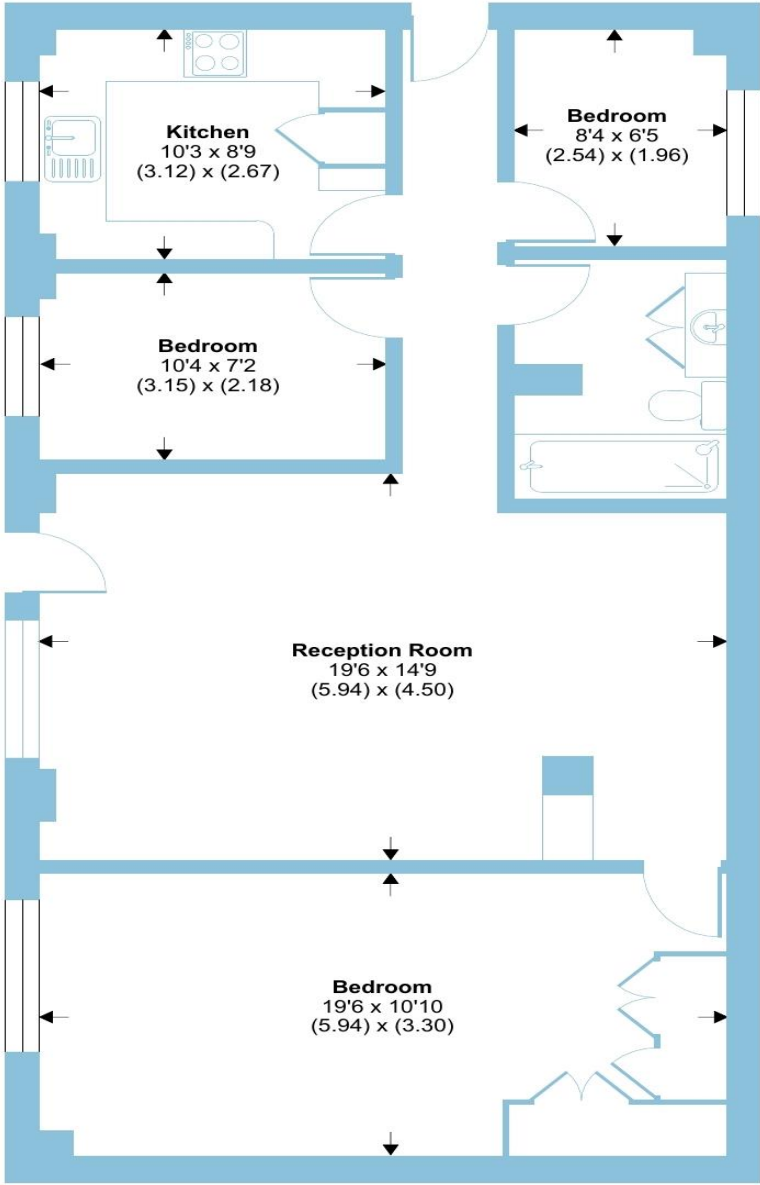 Kitchen
10'3 x 8'9
(3.12) x (2.67)
Bedroom
8'4 x 6'5
(2.54) x (1.96)
Bedroom
10'4 x 7'2
(3.15) x (2.18)
Reception Room
19'6 x 14'9
(5.94) x (4.50)
Bedroom
19'6 x 10'10
(5.94) x (3.30)